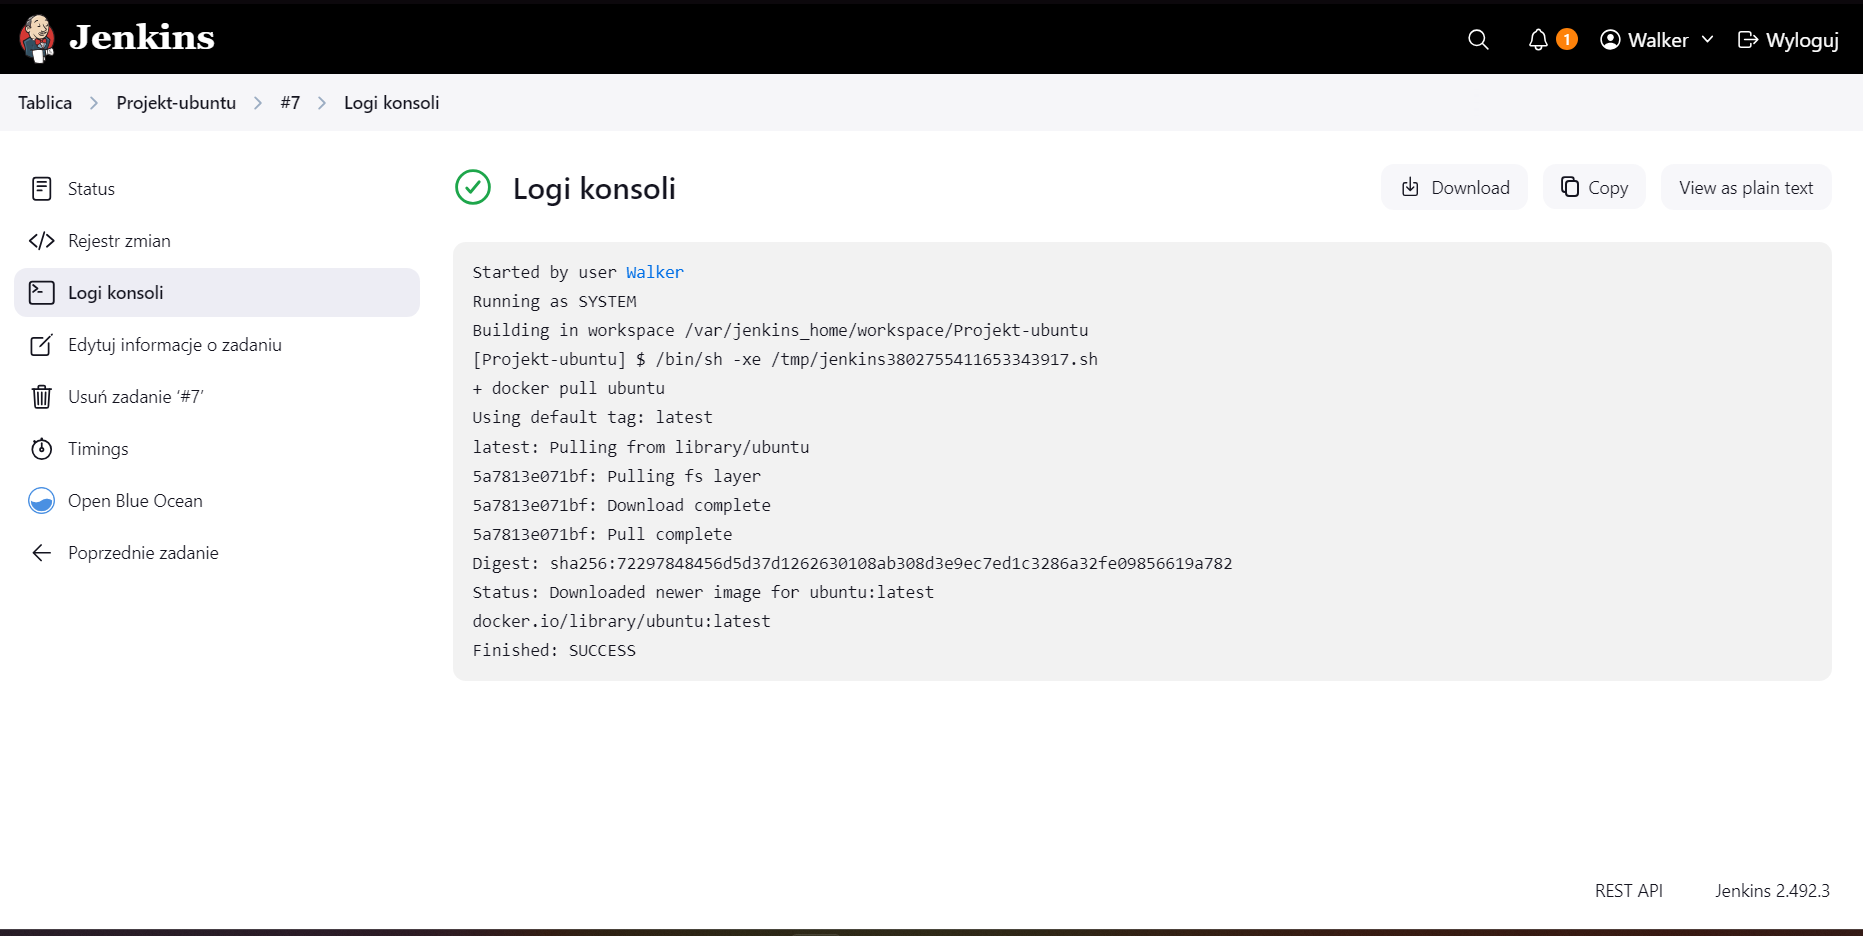 Jenkins
1
Walker
Wyloguj
Tablica
Projekt-ubuntu
#7
Logi konsoli
Status
Rejestr zmian
Logi konsoli
Edytuj informacje o zadaniu
Usuń zadanie ‘#7’
Timings
Open Blue Ocean
Poprzednie zadanie
Logi konsoli
Download
Copy
View as plain text
Started by user Walker
Running as SYSTEM
Building in workspace /var/jenkins_home/workspace/Projekt-ubuntu
[Projekt-ubuntu] $ /bin/sh -xe /tmp/jenkins3802755411653343917.sh
+ docker pull ubuntu
Using default tag: latest
latest: Pulling from library/ubuntu
5a7813e071bf: Pulling fs layer
5a7813e071bf: Download complete
5a7813e071bf: Pull complete
Digest: sha256:72297848456d5d37d1262630108ab308d3e9ec7ed1c3286a32fe09856619a782
Status: Downloaded newer image for ubuntu:latest
docker.io/library/ubuntu:latest
Finished: SUCCESS
REST API
Jenkins 2.492.3